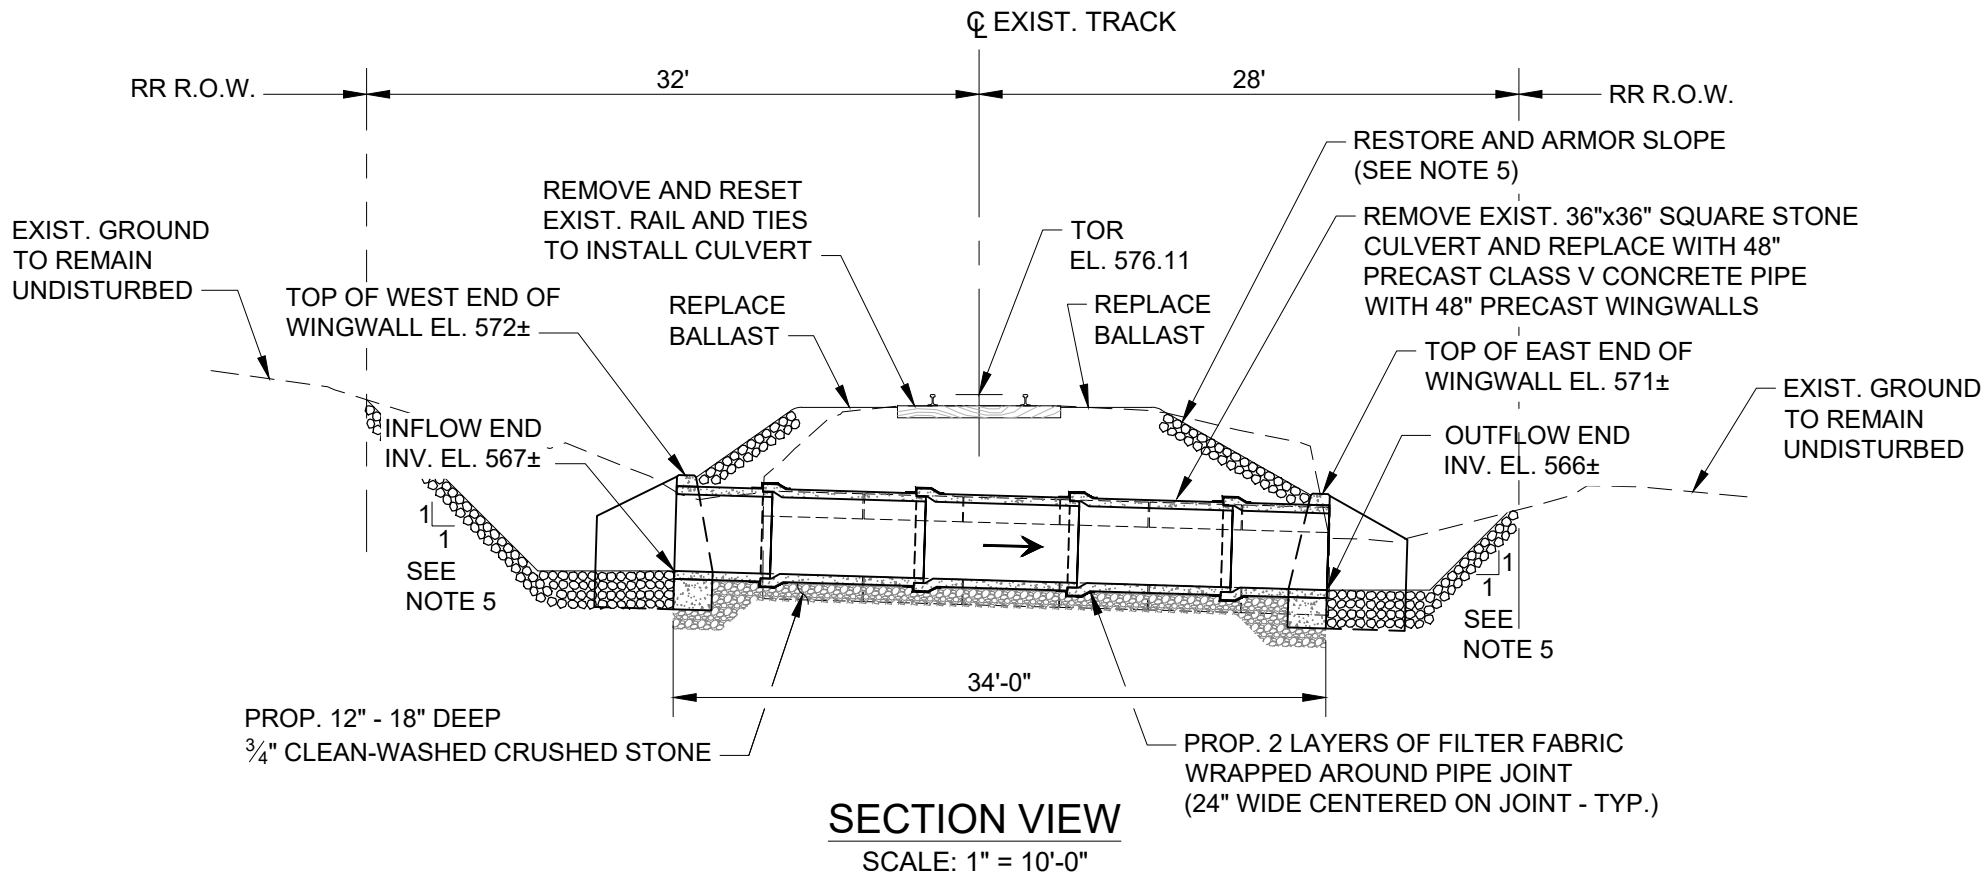 ℄ EXIST. TRACK
RR R.O.W.
32'
28'
RR R.O.W.
RESTORE AND ARMOR SLOPE
(SEE NOTE 5)
REMOVE AND RESET
EXIST. RAIL AND TIES
TO INSTALL CULVERT
TOR
EL. 576.11
REMOVE EXIST. 36"x36" SQUARE STONE
CULVERT AND REPLACE WITH 48"
PRECAST CLASS V CONCRETE PIPE
WITH 48" PRECAST WINGWALLS
EXIST. GROUND
TO REMAIN
UNDISTURBED
TOP OF WEST END OF
WINGWALL EL. 572±
REPLACE
BALLAST
REPLACE
BALLAST
TOP OF EAST END OF
WINGWALL EL. 571±
EXIST. GROUND
TO REMAIN
UNDISTURBED
INFLOW END
INV. EL. 567±
OUTFLOW END
INV. EL. 566±
1
1
SEE
NOTE 5
1
1
SEE
NOTE 5
34'-0"
PROP. 12" - 18" DEEP
¾" CLEAN-WASHED CRUSHED STONE
PROP. 2 LAYERS OF FILTER FABRIC
WRAPPED AROUND PIPE JOINT
(24" WIDE CENTERED ON JOINT - TYP.)
SECTION VIEW
SCALE: 1" = 10'-0"